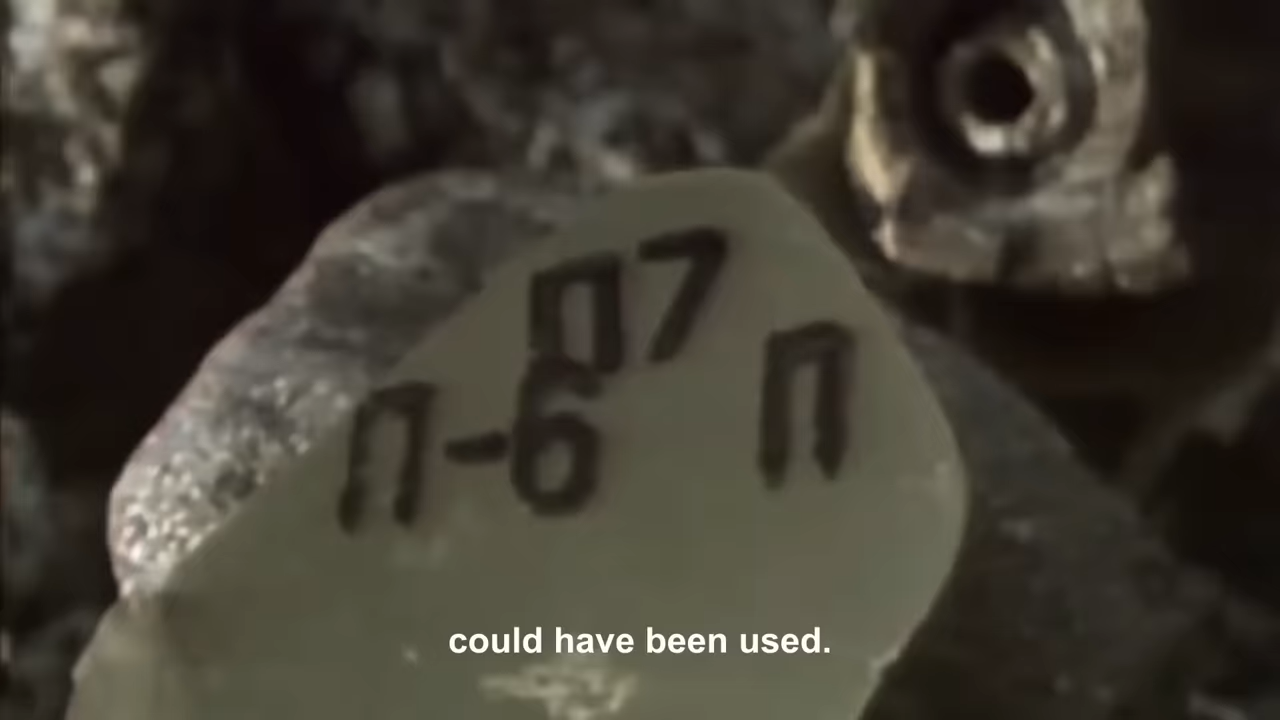 П7
П-6 П
could have been used.